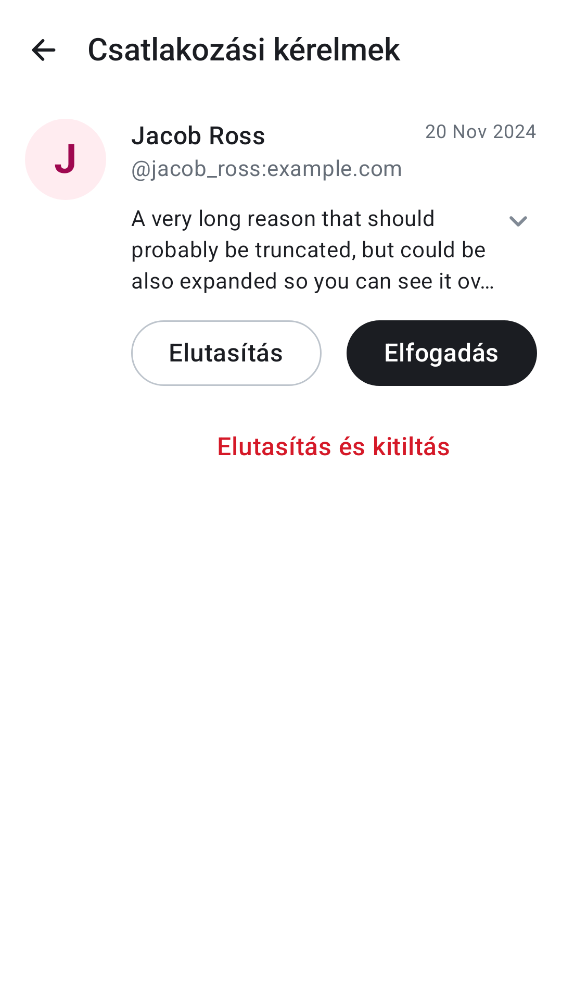 Csatlakozási kérelmek
J
Jacob Ross
20 Nov 2024
@jacob_ross:example.com
A very long reason that should
probably be truncated, but could be
also expanded so you can see it ov…
Elutasítás
Elfogadás
Elutasítás és kitiltás